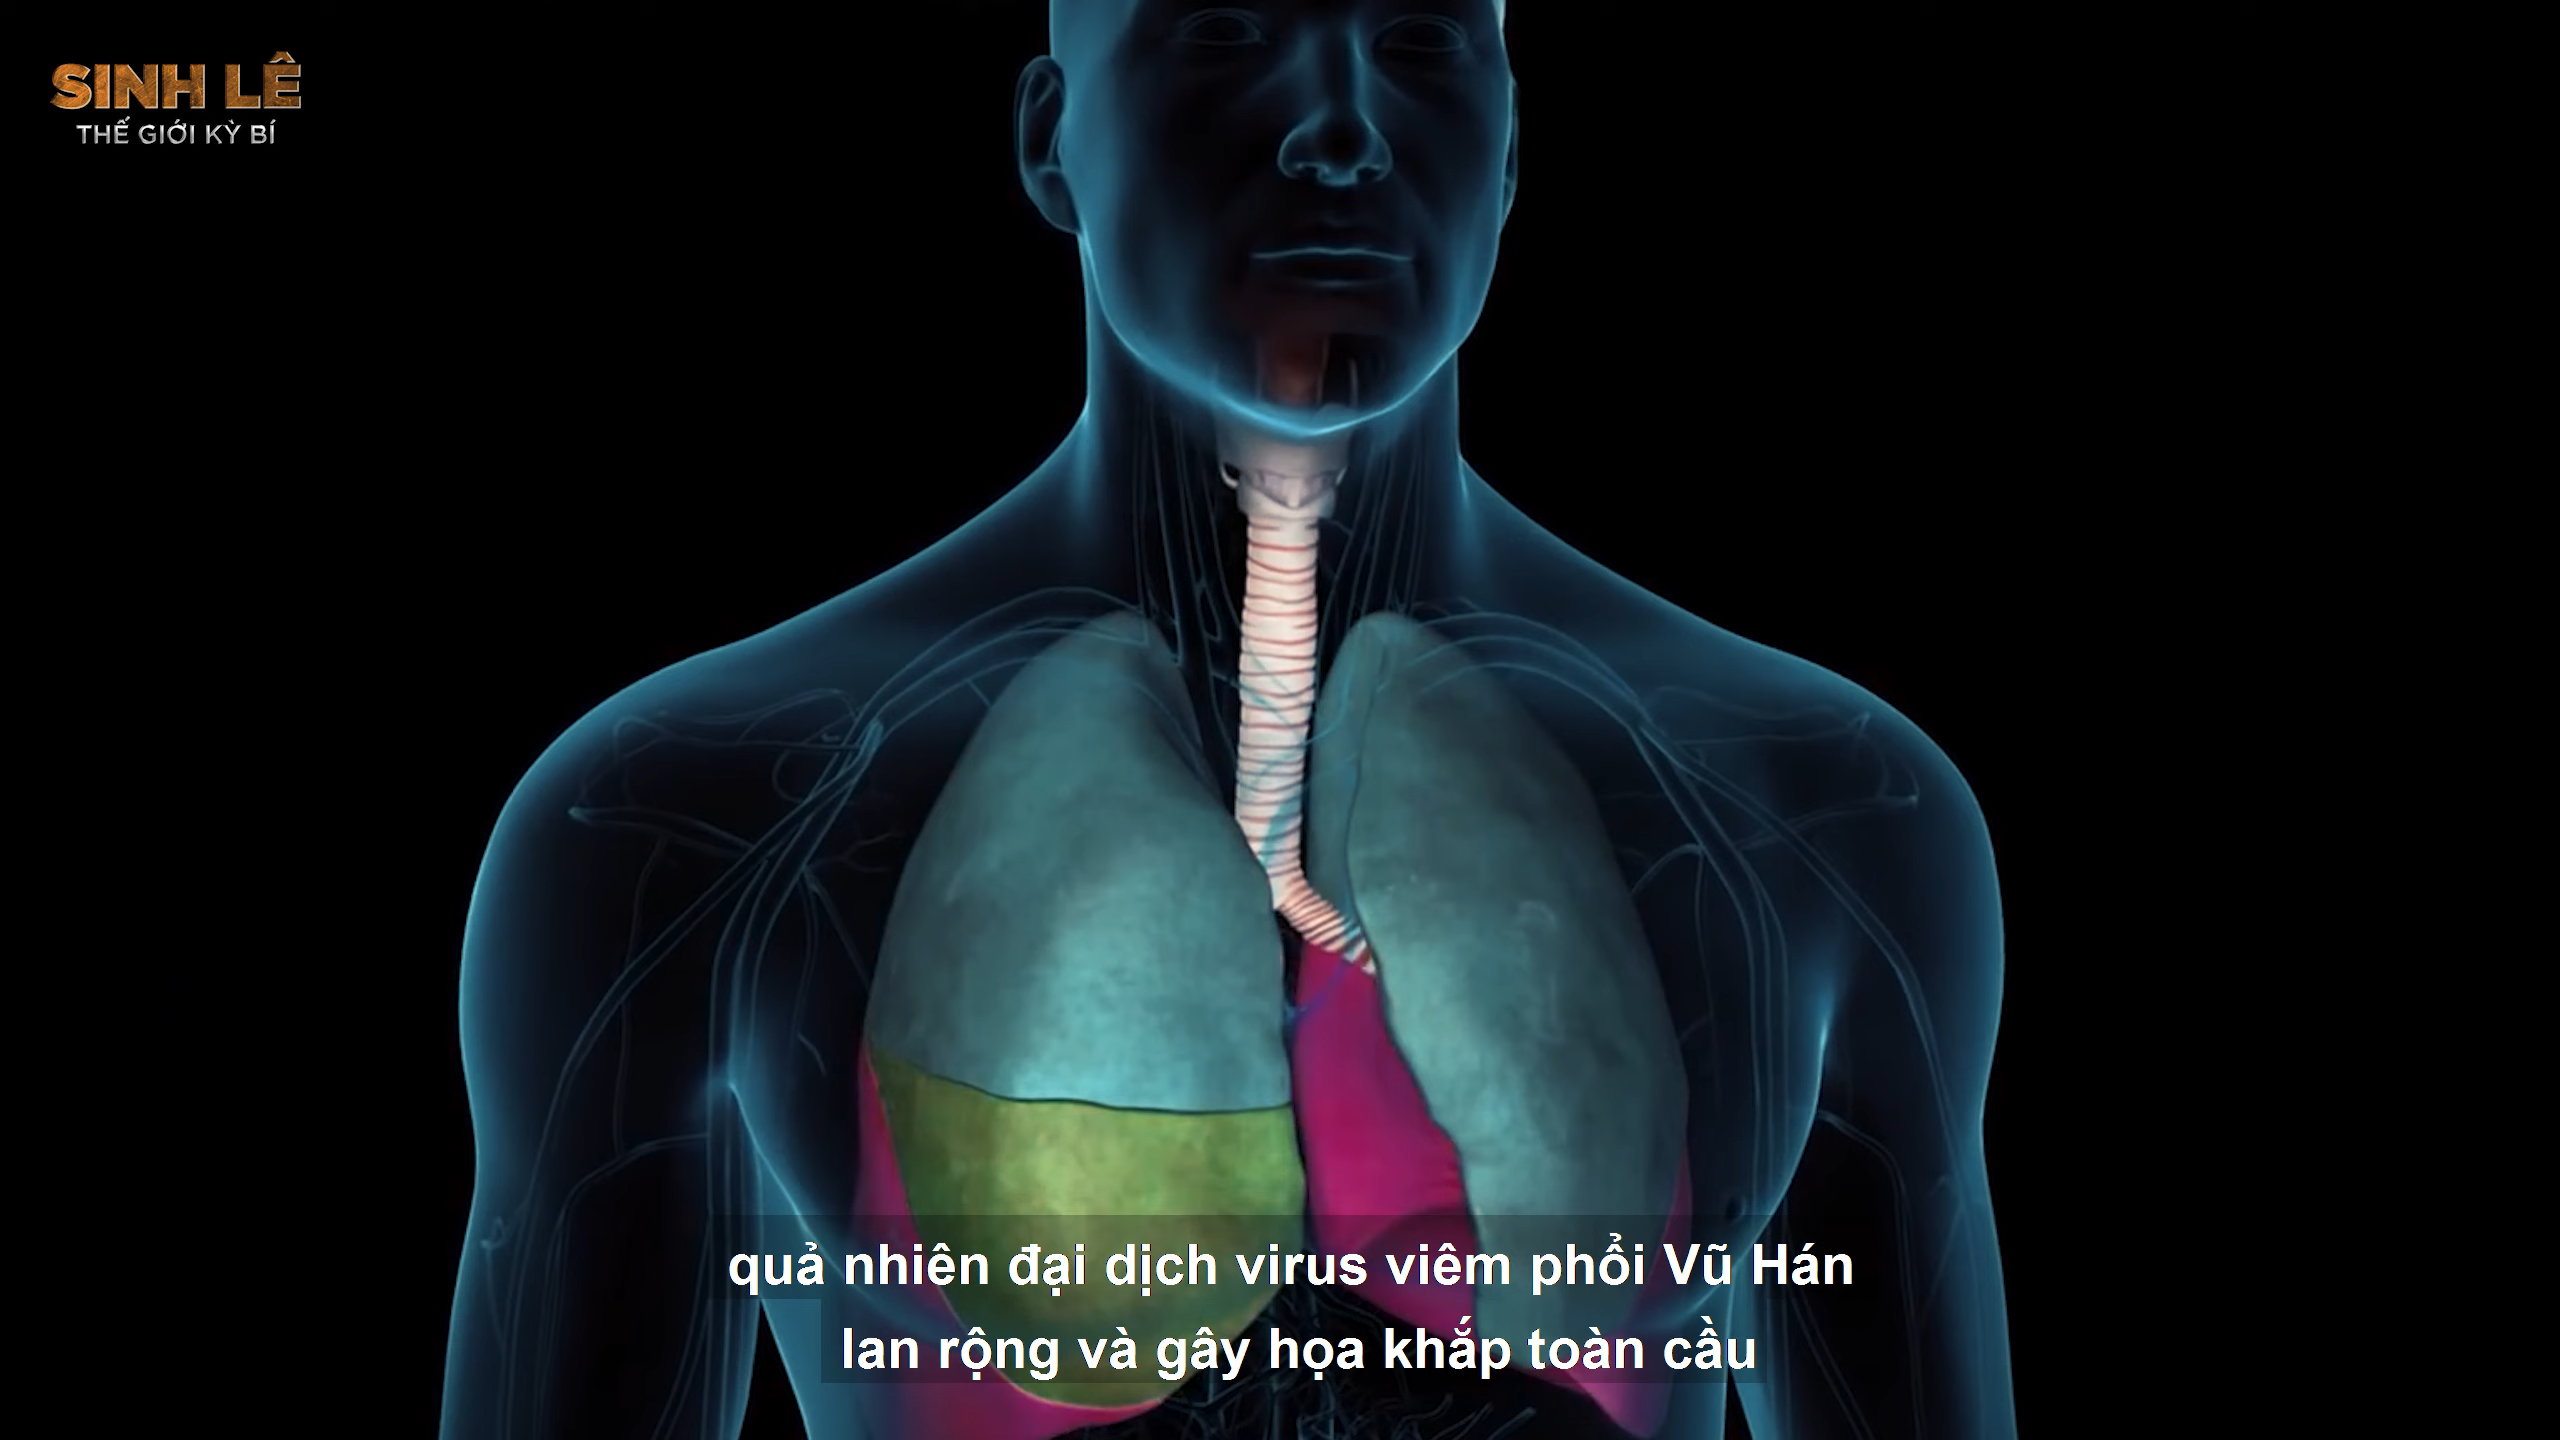 SINH LÊ
THẾ GIỚI KỲ BÍ
quả nhiên đại dịch virus viêm phổi Vũ Hán
lan rộng và gây họa khắp toàn cầu